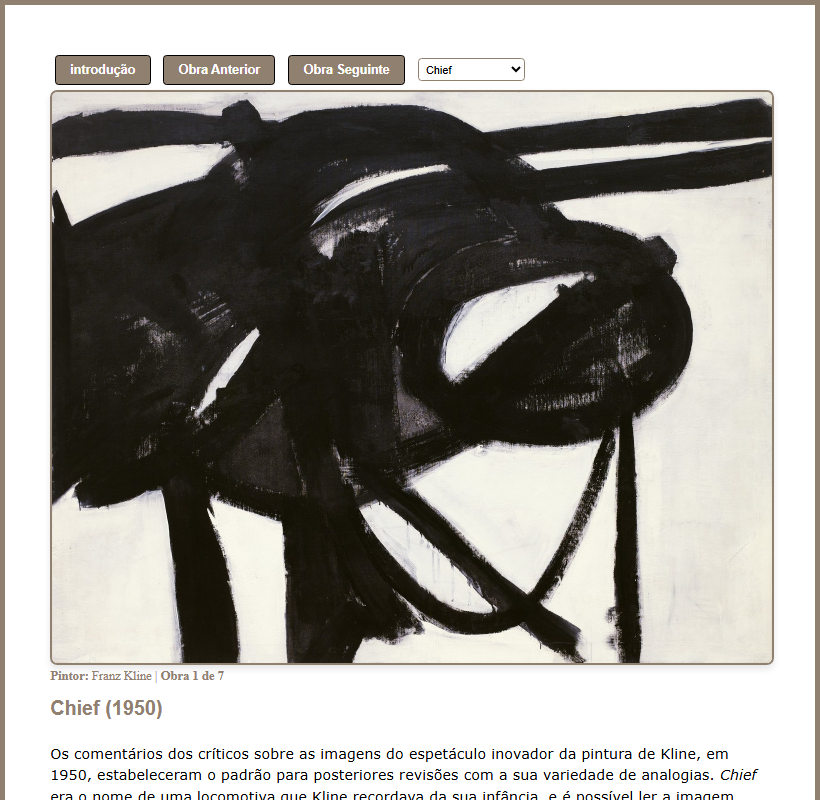 introdução Obra Anterior Obra Seguinte Chief
Pintor: Franz Kline | Obra 1 de 7
Chief (1950)
Os comentários dos críticos sobre as imagens do espetáculo inovador da pintura de Kline, em
1950, estabeleceram o padrão para posteriores revisões com a sua variedade de analogias. Chief
era o nome de uma locomotiva que Kline recordava da sua infância, e é possível ler a imagem